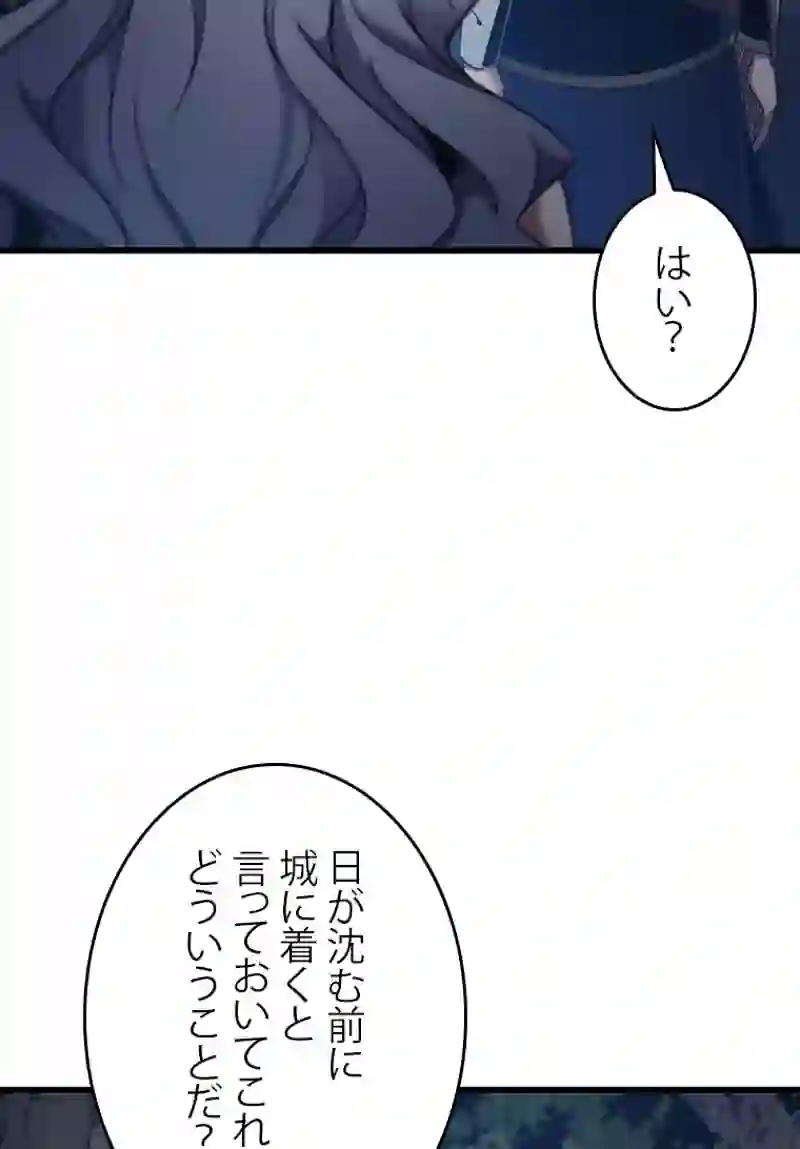 はい?
日が沈む前に
城に着くと
言っておいてこれ
どういうことだ?